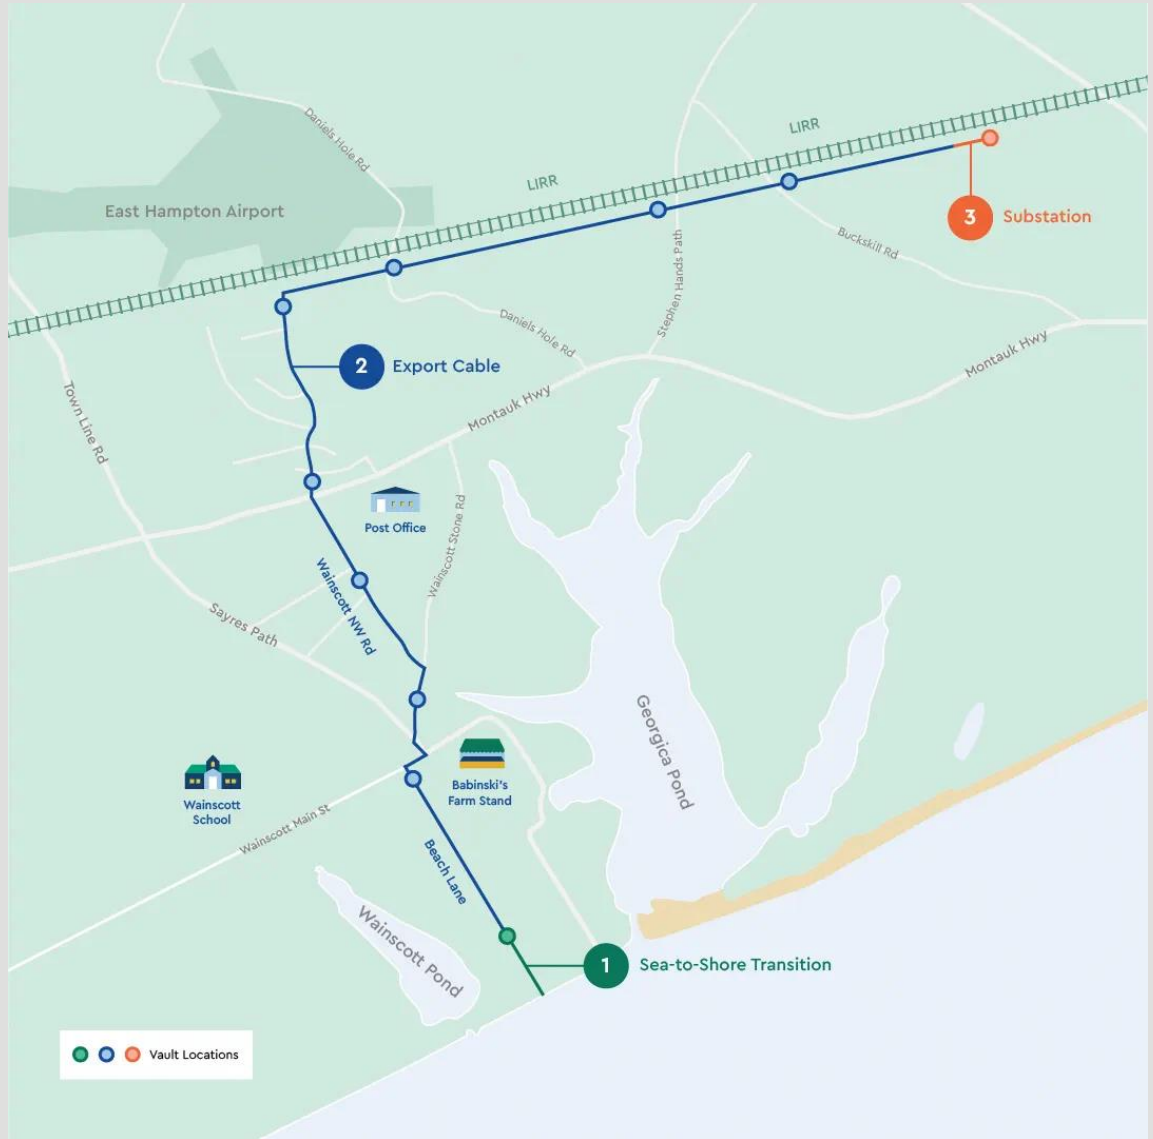 LIRR
Daniels Hole Rd
LIRR
East Hampton Airport
3
Substation
Buckskill Rd
Stephen Hands Path
Daniels Hole Rd
2
Export Cable
Montauk Hwy
Montauk Hwy
Town Line Rd
Post Office
Wainscott Stone Rd
Wainscott NW Rd
Sayres Path
Georgica Pond
Babinski's
Farm Stand
Wainscott
School
Wainscott Main St
Beach Lane
Wainscott Pond
1
Sea-to-Shore Transition
Vault Locations